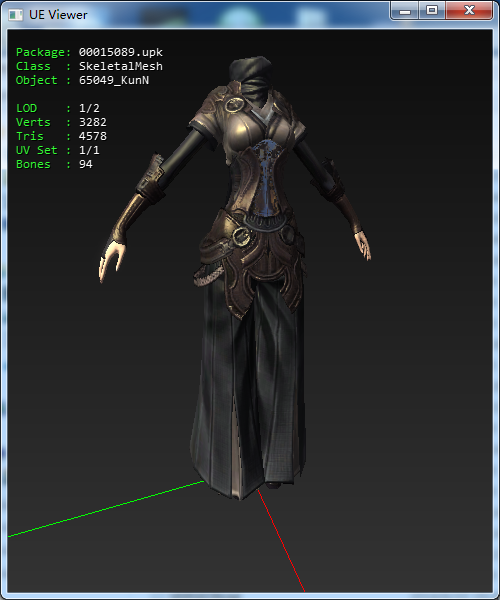 UE Viewer
Package: 00015089.upk
Class : SkeletalMesh
Object : 65049_KunN
LOD : 1/2
Verts : 3282
Tris : 4578
UV Set : 1/1
Bones : 94